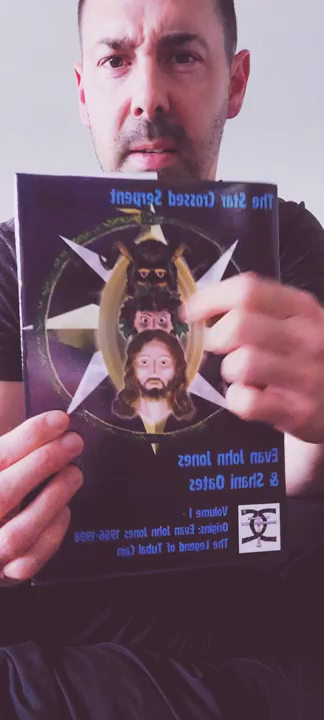 The Star Crossed Serpent
Evan John Jones
& Shani Oates
Volume I -
Origins: Evan John Jones 1966-1998
The Legend of Tubal Cain